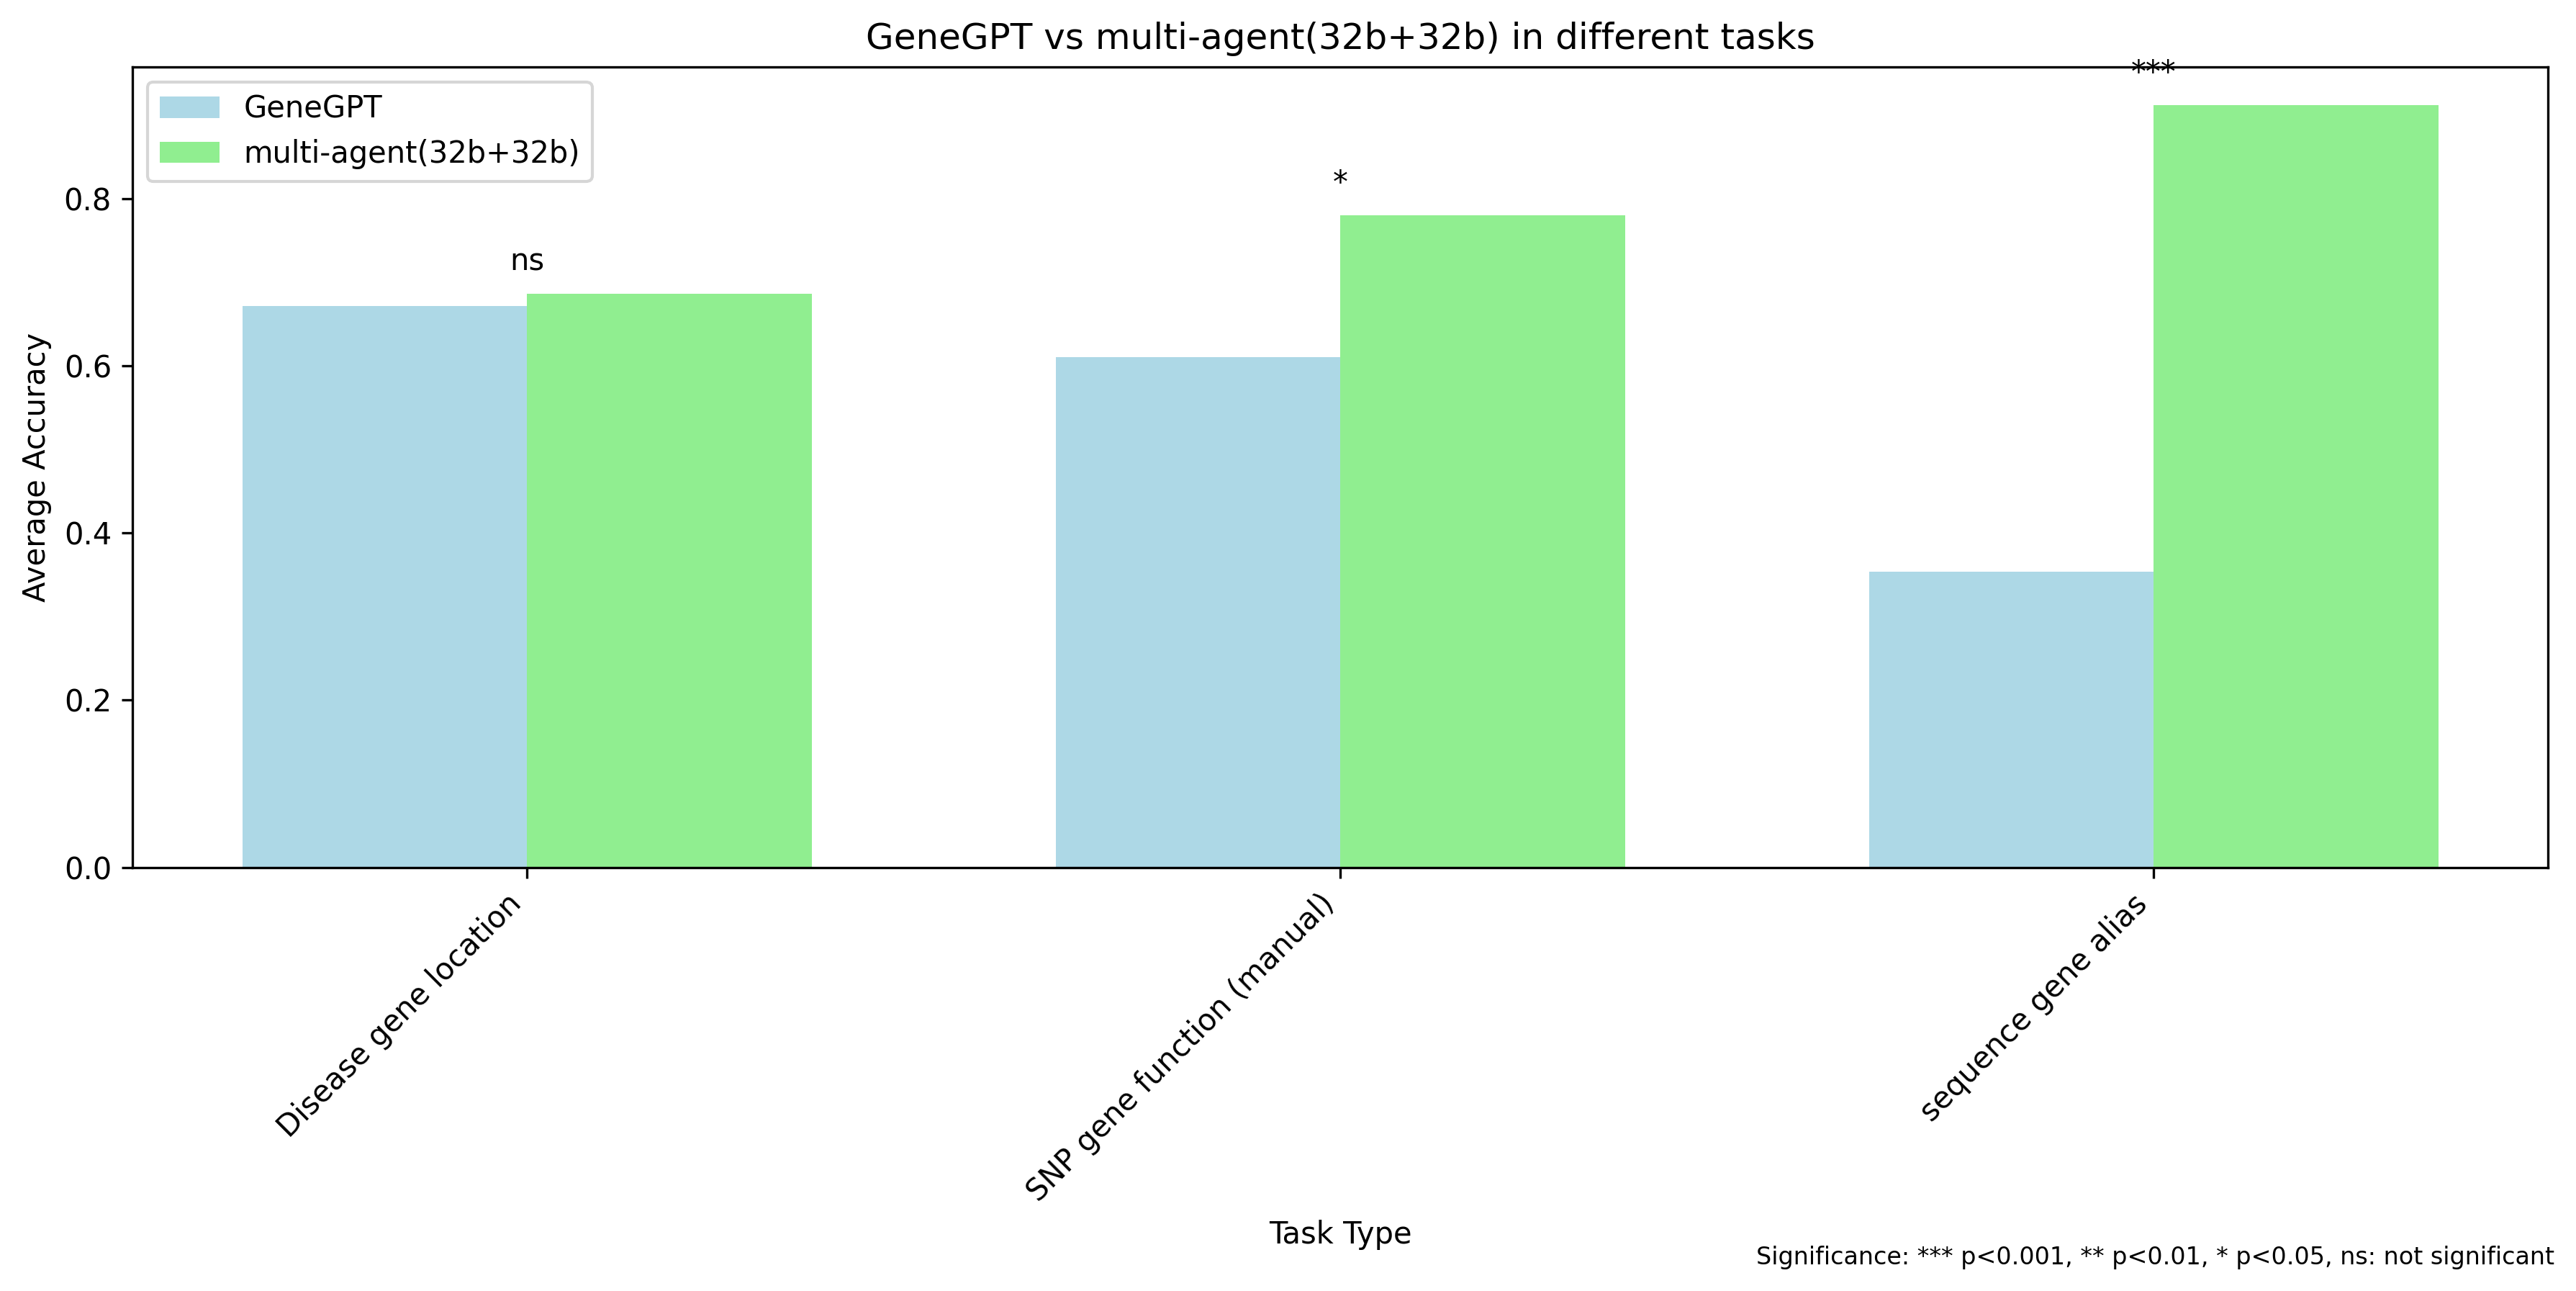 GeneGPT vs multi-agent(32b+32b) in different tasks
***
GeneGPT
multi-agent(32b+32b)
*
ns
0.8
0.6
0.4
0.2
0.0
Average Accuracy
Disease gene location
SNP gene function (manual)
sequence gene alias
Task Type
Significance: *** p<0.001, ** p<0.01, * p<0.05, ns: not significant